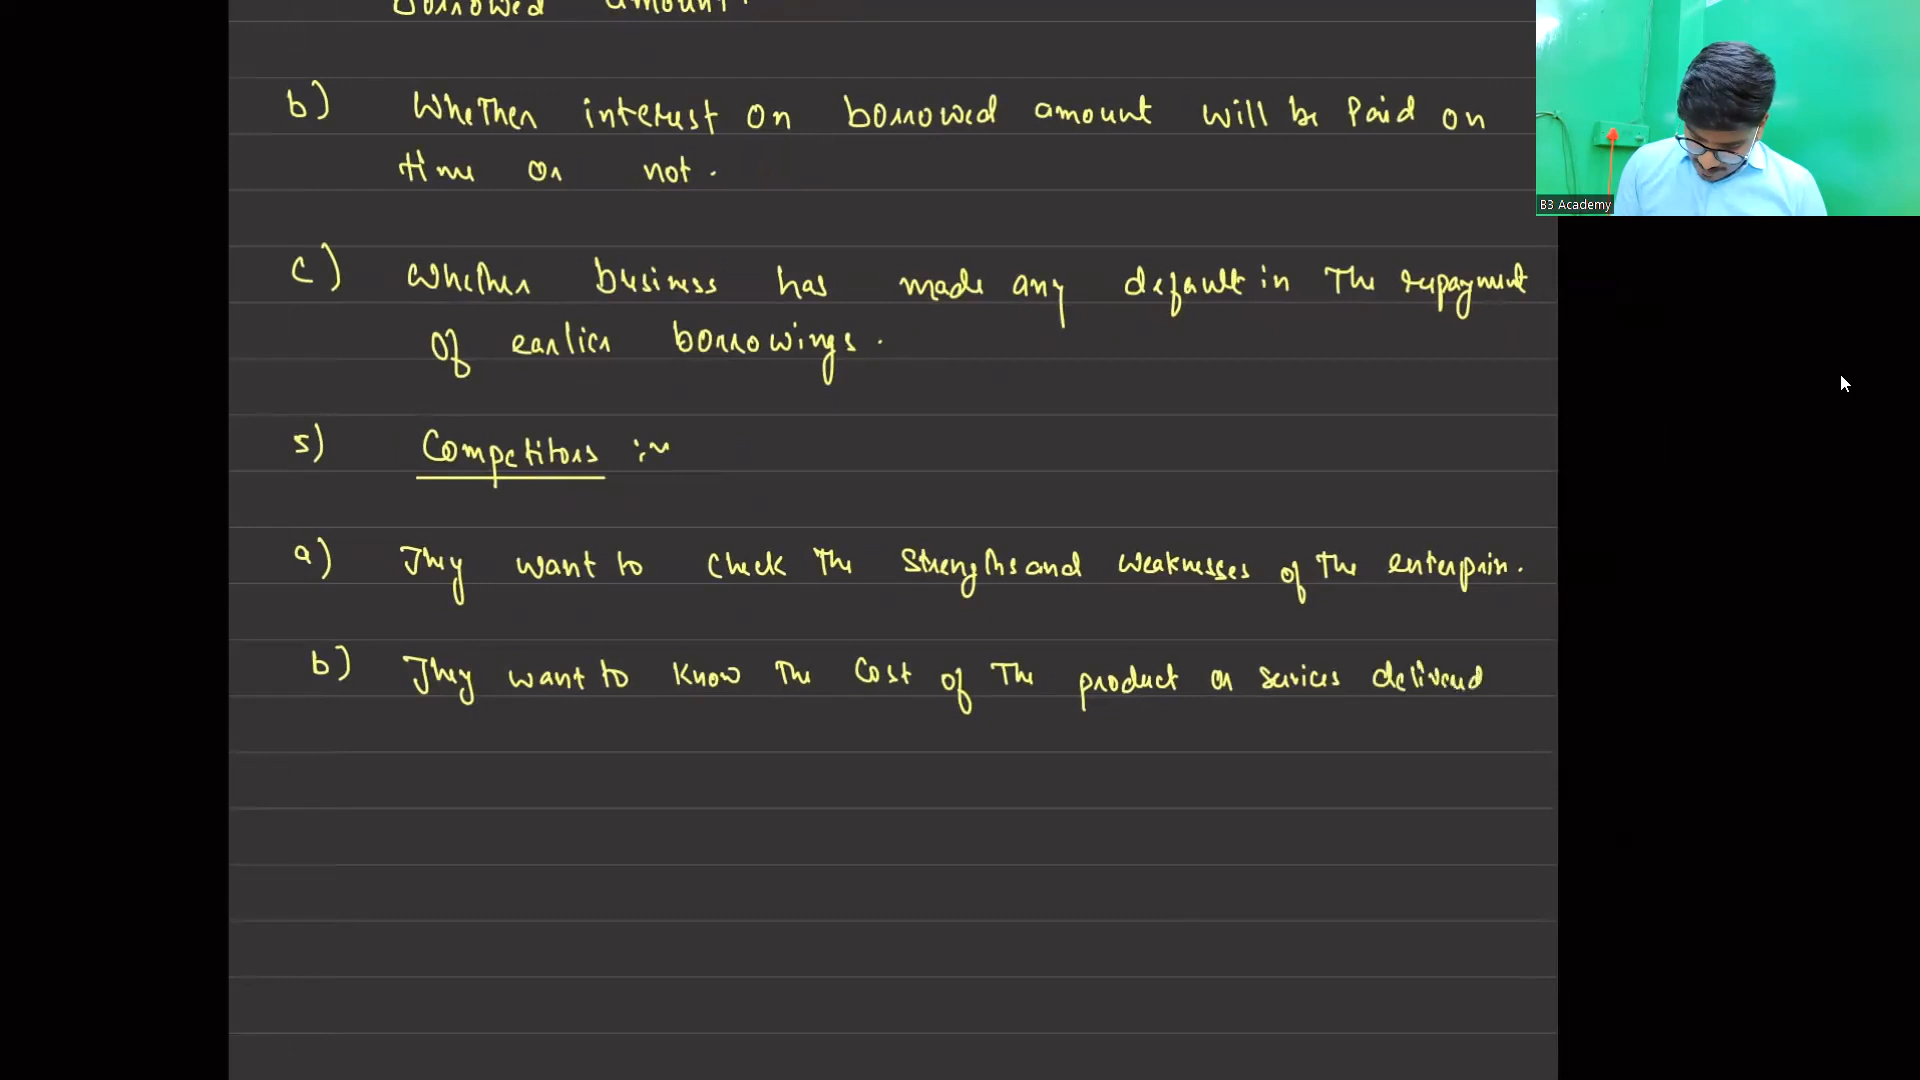 borrowed amount.
b) Whether interest on borrowed amount will be paid on
time or not.
c) Whether business has made any default in the repayment
of earlier borrowings.
5) Competitors :~
a) They want to check the strengths and weaknesses of the enterprise.
b) They want to know the cost of the product or services delivered
B3 Academy